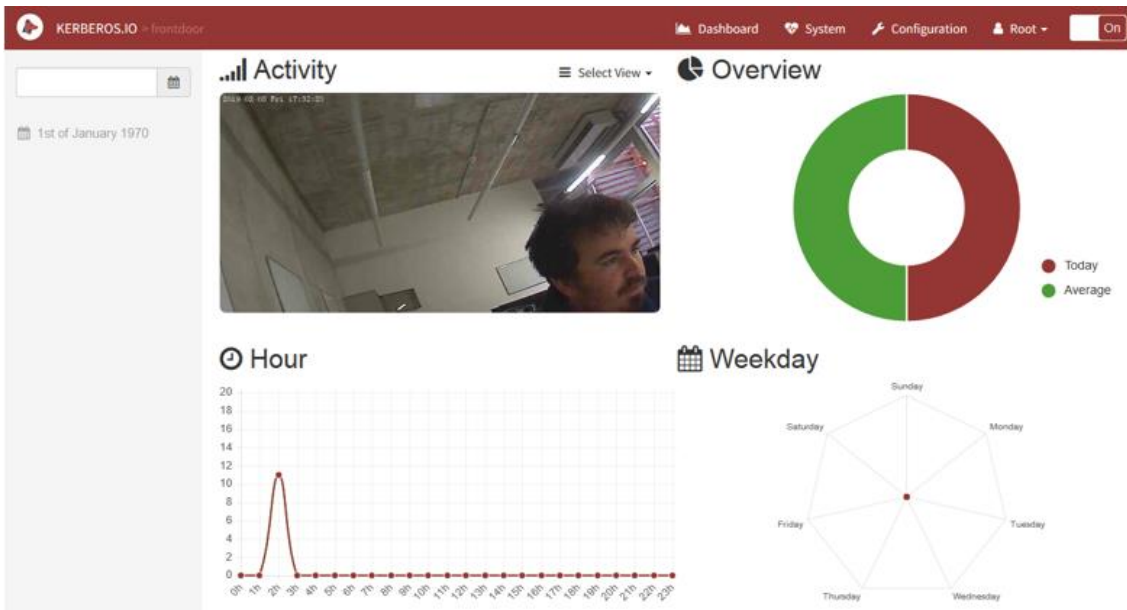 KERBEROS.IO > frontdoor
Dashboard
System
Configuration
Root
On
1st of January 1970
Activity
Select View
Overview
Today
Average
Hour
20
18
16
14
12
10
8
6
4
2
0
0h 1h 2h 3h 4h 5h 6h 7h 8h 9h 10h 11h 12h 13h 14h 15h 16h 17h 18h 19h 20h 21h 22h 23h
Weekday
Sunday
Monday
Tuesday
Wednesday
Thursday
Friday
Saturday